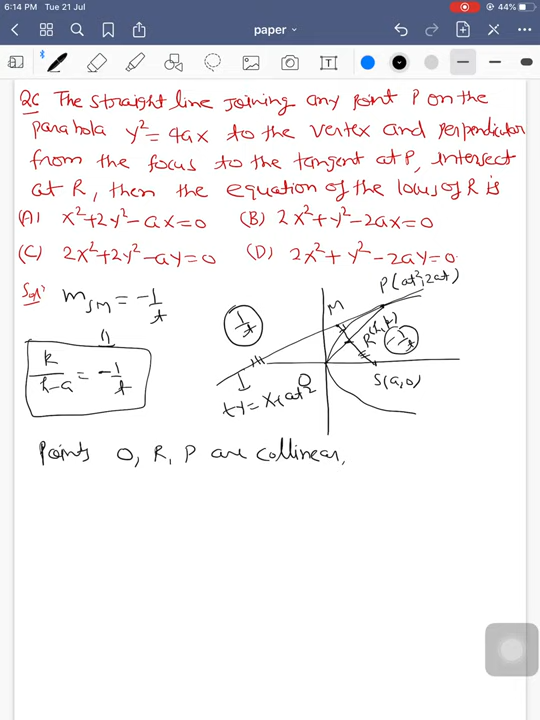 6:14 PM Tue 21 Jul
44%
paper
T
Q6 The straight line joining any point P on the
parabola y² = 4ax to the vertex and perpendicular
from the focus to the tangent at P, intersect
at R, then the equation of the locus of R is
(A) x²+2y²-ax=0 (B) 2x²+y²-2ax=0
(C) 2x²+2y²-ay=0 (D) 2x²+y²-2ay=0
Solⁿ: m_SM = -1/t
P(at²,2at)
M
1/t
R(h,k)
-1/t
k/(h-a) = -1/t
O
S(a,0)
ty=x+at²
Points O, R, P are collinear,